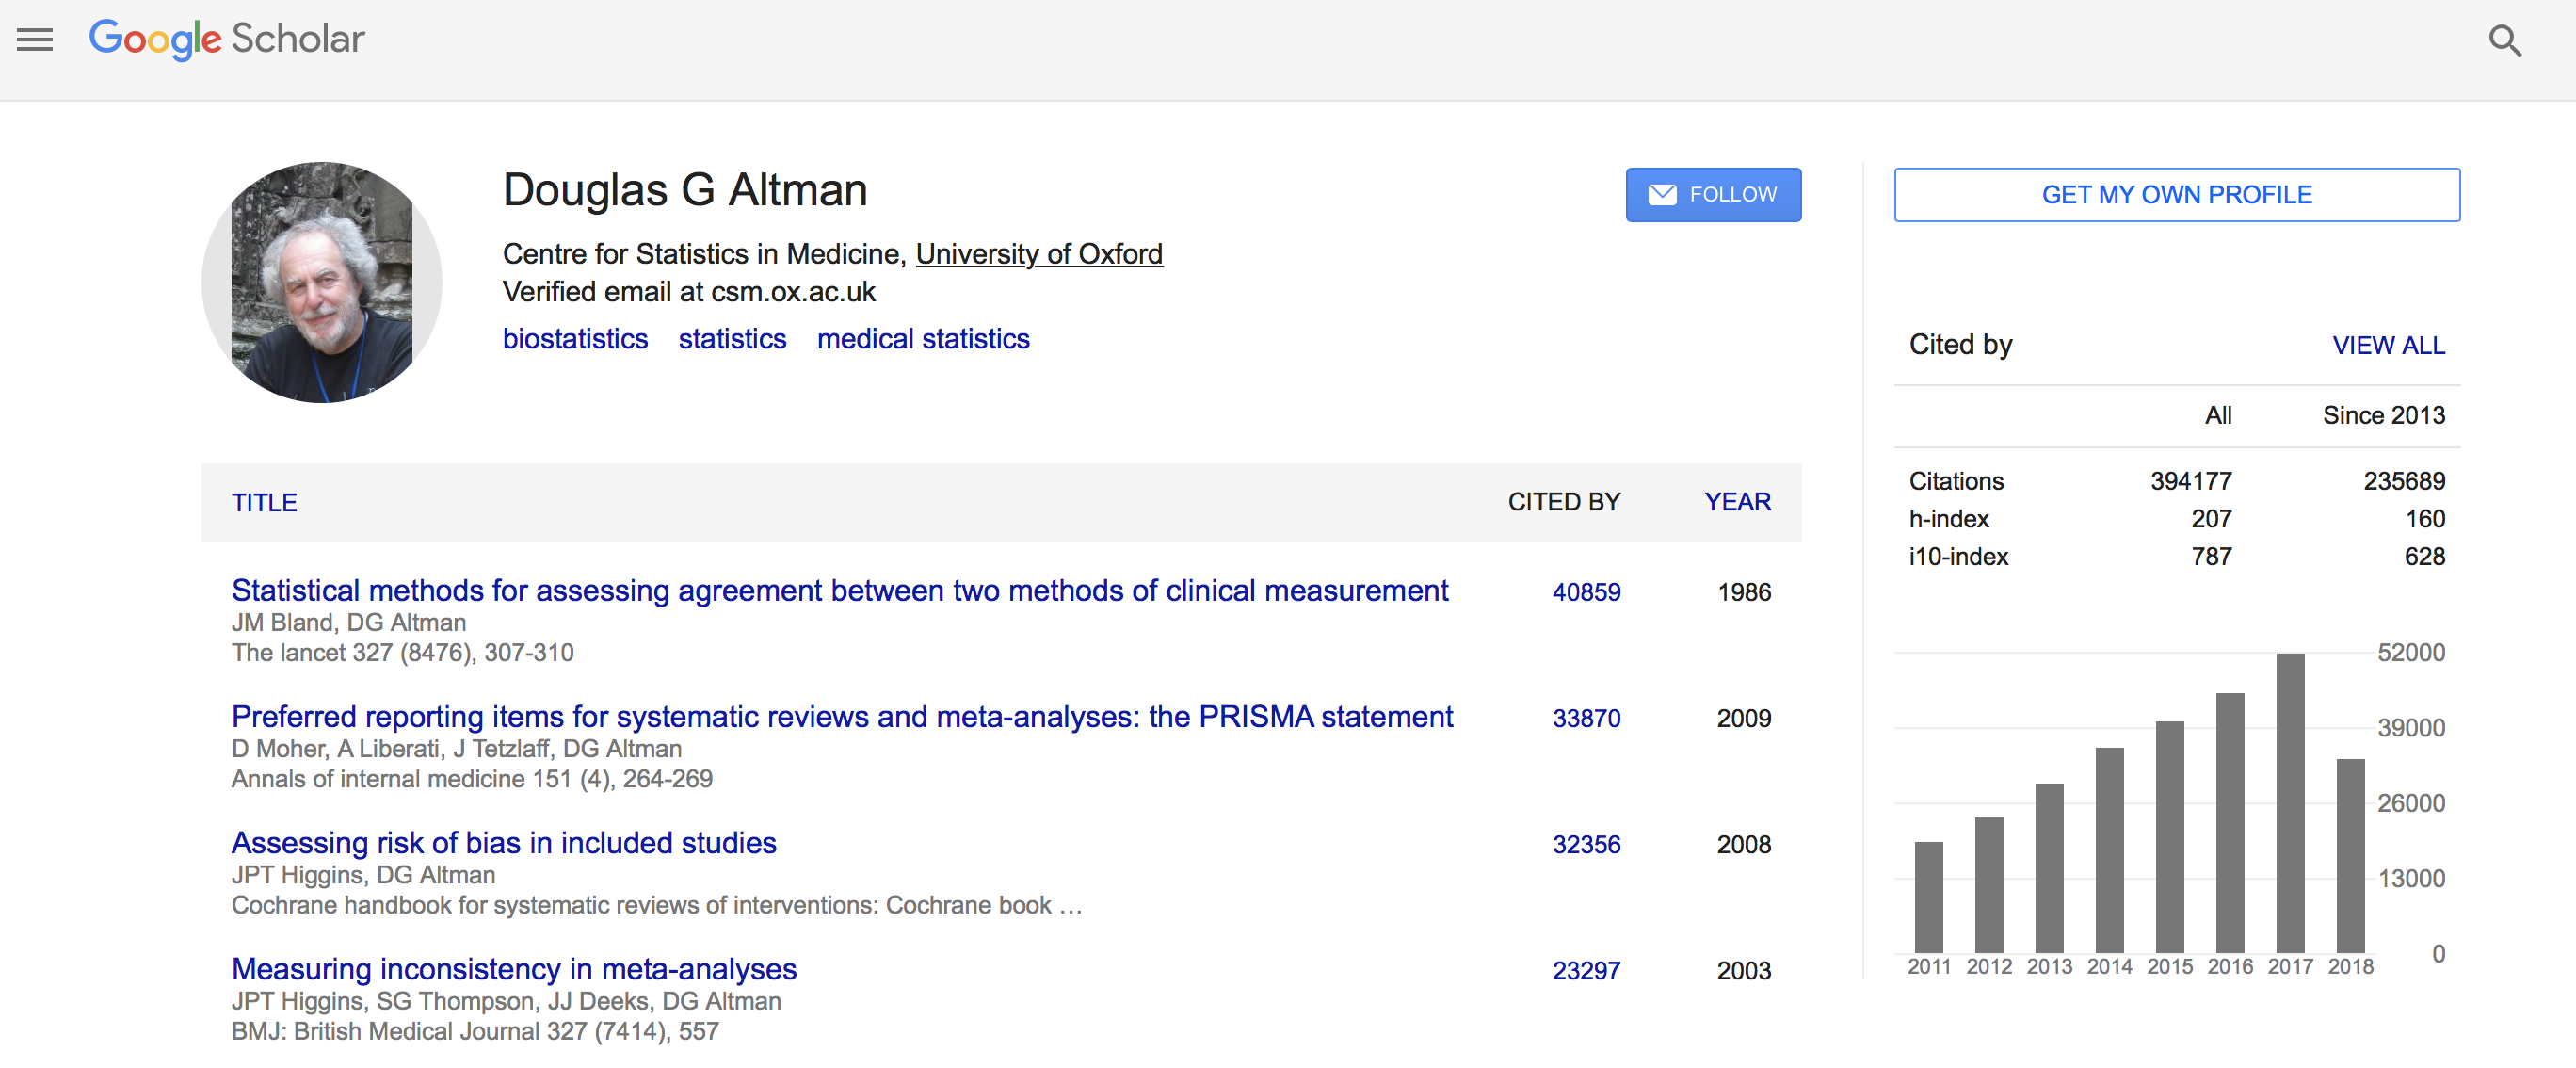 Google Scholar
Douglas G Altman
FOLLOW
Centre for Statistics in Medicine, University of Oxford
Verified email at csm.ox.ac.uk
biostatistics statistics medical statistics
TITLE CITED BY YEAR
Statistical methods for assessing agreement between two methods of clinical measurement 40859 1986
JM Bland, DG Altman
The lancet 327 (8476), 307-310
Preferred reporting items for systematic reviews and meta-analyses: the PRISMA statement 33870 2009
D Moher, A Liberati, J Tetzlaff, DG Altman
Annals of internal medicine 151 (4), 264-269
Assessing risk of bias in included studies 32356 2008
JPT Higgins, DG Altman
Cochrane handbook for systematic reviews of interventions: Cochrane book …
Measuring inconsistency in meta-analyses 23297 2003
JPT Higgins, SG Thompson, JJ Deeks, DG Altman
BMJ: British Medical Journal 327 (7414), 557
GET MY OWN PROFILE
Cited by VIEW ALL
All Since 2013
Citations 394177 235689
h-index 207 160
i10-index 787 628
52000
39000
26000
13000
0
2011 2012 2013 2014 2015 2016 2017 2018